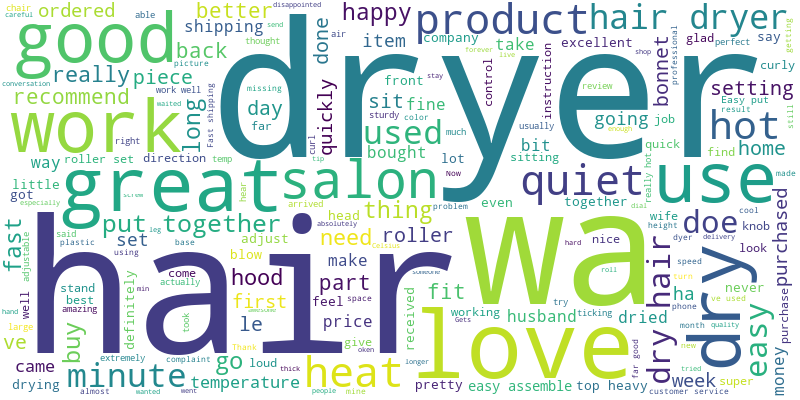 dryer
hair
wa
great
love
work
good
use
product
salon
dry
hot
quiet
minute
heat
hair dryer
used
doe
easy
dry hair
happy
better
ordered
shipping
back
really
piece
recommend
long
day
done
quickly
item
take
company
excellent
say
glad
bonnet
curly
professional
perfect
setting
instruction
control
front
sit
fine
going
job
home
bit
sitting
bought
lot
way
roller set
direction
right
far
missing
sturdy
color
much
usually
stay
review
Easy put
result
find
quick
still
getting
shop
live
forever
air
thought
picture
work well
waited
conversation
chair
able
careful
disappointed
send
Fast shipping
curl
temp
tip
hear
Now
even
together
really hot
dial
made
little
got
especially
screw
put together
thing
need
roller
head
arrived
absolutely
problem
set
said
plastic
leg
base
using
adjust
blow
make
hood
part
fast
adjustable
well
come
actually
stand
best
amazing
min
definitely
buy
first
feel
space
price
le
fit
nice
hard
try
roll
wife
height
dyer
knob
cool
delivery
look
speed
phone
ve used
purchase
purchased
never
ha
turn
month
quality
new
tried
money
super
week
customer service
top heavy
easy assemble
pretty
husband
working
ticking
dried
received
give
Gets
far good
longer
mine
people
thick
oken
Thank
loud
go
took
temperature
complaint
extremely
wanted
went
almost
drying
came
large
hand
ve
Celsius
someone
enough